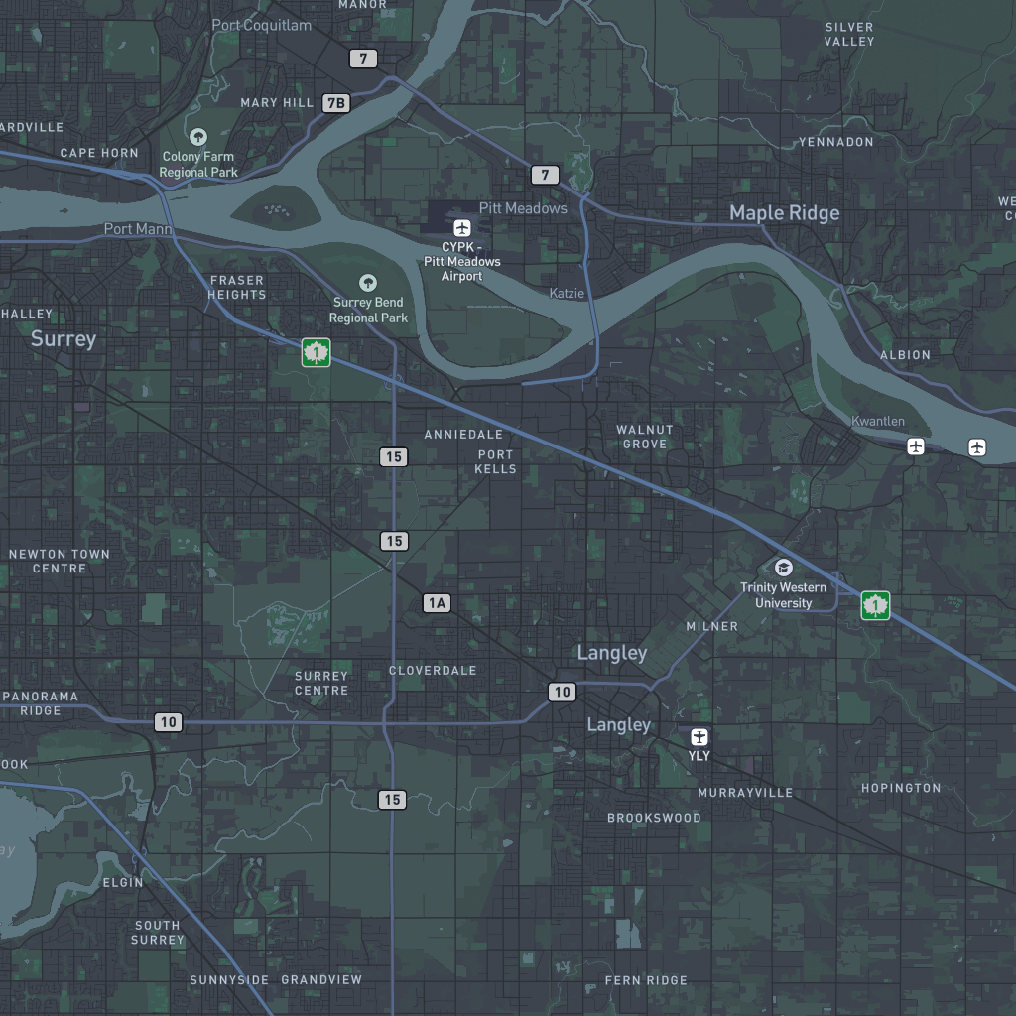 MANOR
Port Coquitlam
SILVER
VALLEY
7
MARY HILL
7B
ARDVILLE
CAPE HORN
Colony Farm
Regional Park
YENNADON
7
Pitt Meadows
Maple Ridge
WE
CO
Port Mann
CYPK -
Pitt Meadows
Airport
FRASER
HEIGHTS
Surrey Bend
Regional Park
Katzie
HALLEY
Surrey
1
ALBION
Kwantlen
ANNIEDALE
WALNUT
GROVE
PORT
KELLS
15
15
NEWTON TOWN
CENTRE
Trinity Western
University
1A
1
MILNER
Langley
CLOVERDALE
SURREY
CENTRE
10
PANORAMA
RIDGE
10
Langley
YLY
OOK
15
MURRAYVILLE
HOPINGTON
BROOKSWOOD
ay
ELGIN
SOUTH
SURREY
SUNNYSIDE
GRANDVIEW
FERN RIDGE